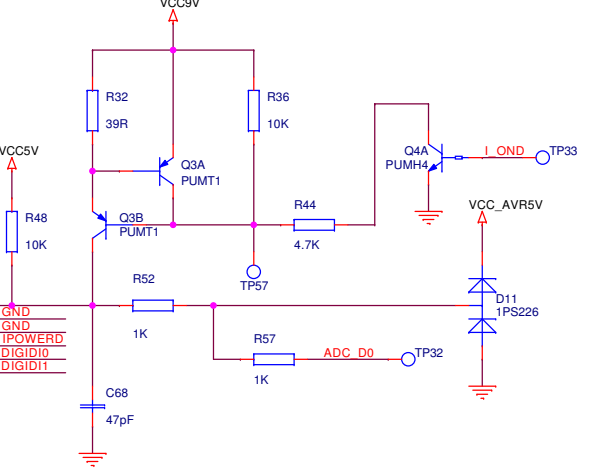 VCC9V
R32
39R
R36
10K
Q3A
PUMT1
Q4A
PUMH4
I_OND
TP33
VCC5V
R48
10K
Q3B
PUMT1
R44
4.7K
VCC_AVR5V
TP57
R52
1K
D11
1PS226
GND
GND
IPOWERD
DIGIDI0
DIGIDI1
R57
1K
ADC_D0
TP32
C68
47pF